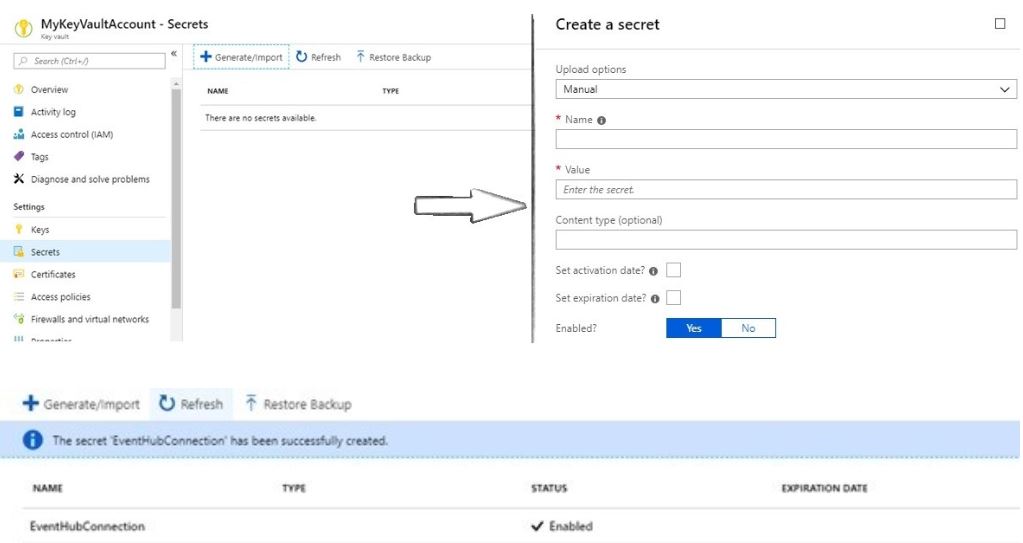 MyKeyVaultAccount - Secrets
Key vault
Search (Ctrl+/)
«
Overview
Activity log
Access control (IAM)
Tags
Diagnose and solve problems
Settings
Keys
Secrets
Certificates
Access policies
Firewalls and virtual networks
Properties
Generate/Import Refresh Restore Backup
NAME TYPE
There are no secrets available.
Create a secret
Upload options
Manual
* Name
* Value
Enter the secret.
Content type (optional)
Set activation date?
Set expiration date?
Enabled? Yes No
Generate/Import Refresh Restore Backup
The secret 'EventHubConnection' has been successfully created.
NAME TYPE STATUS EXPIRATION DATE
EventHubConnection Enabled